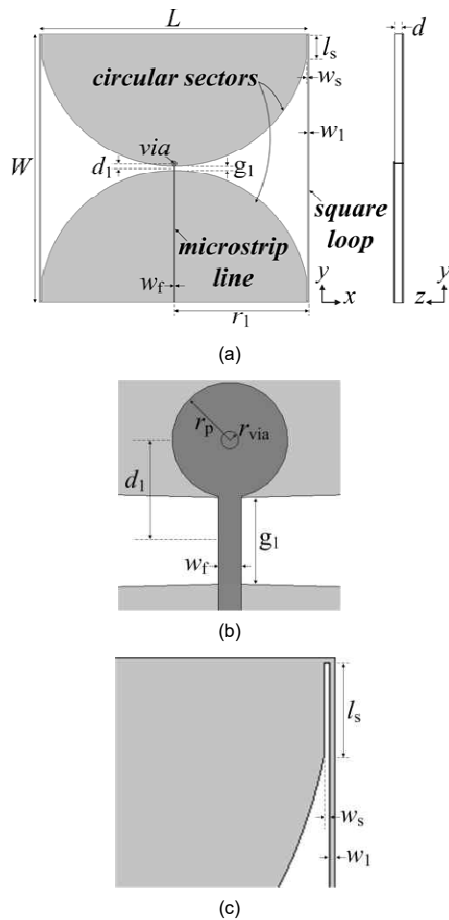 L
d
l_s
circular sectors
w_s
via
w_1
W
d_1
g_1
microstrip line
square loop
w_f
r_1
y
x
y
z
(a)
r_p
r_via
d_1
g_1
w_f
(b)
l_s
w_s
w_1
(c)